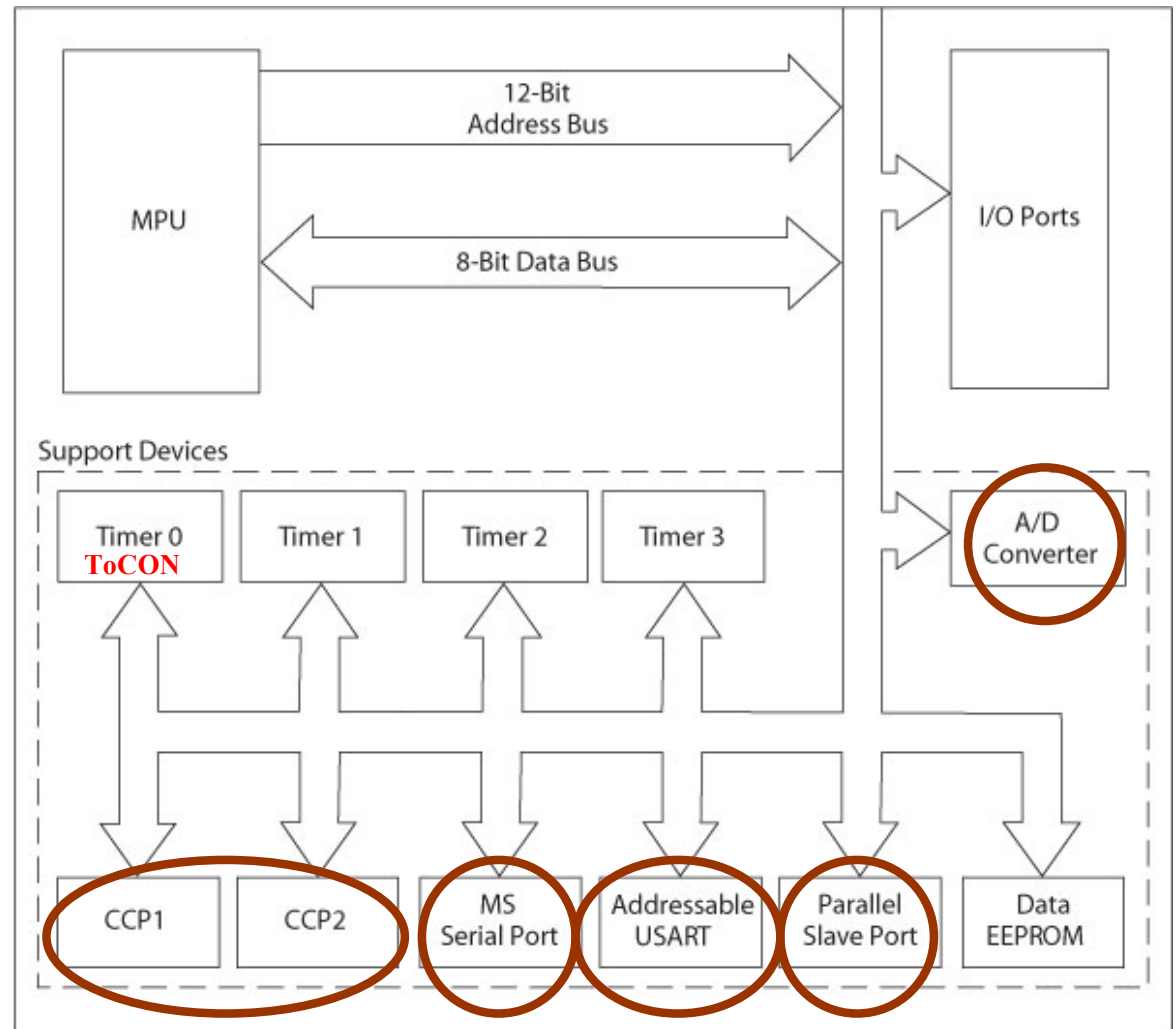 12-Bit
Address Bus
MPU
I/O Ports
8-Bit Data Bus
Support Devices
Timer 0
ToCON
Timer 1
Timer 2
Timer 3
A/D
Converter
CCP1
CCP2
MS
Serial Port
Addressable
USART
Parallel
Slave Port
Data
EEPROM